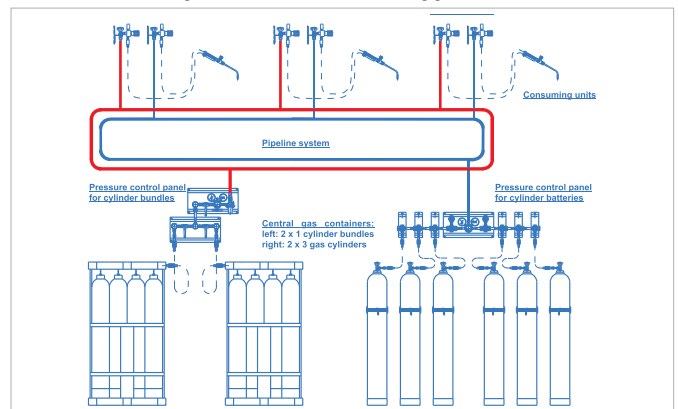 Consuming units
Pipeline system
Pressure control panel
for cylinder bundles
Pressure control panel
for cylinder batteries
Central gas containers:
left: 2 x 1 cylinder bundles
right: 2 x 3 gas cylinders